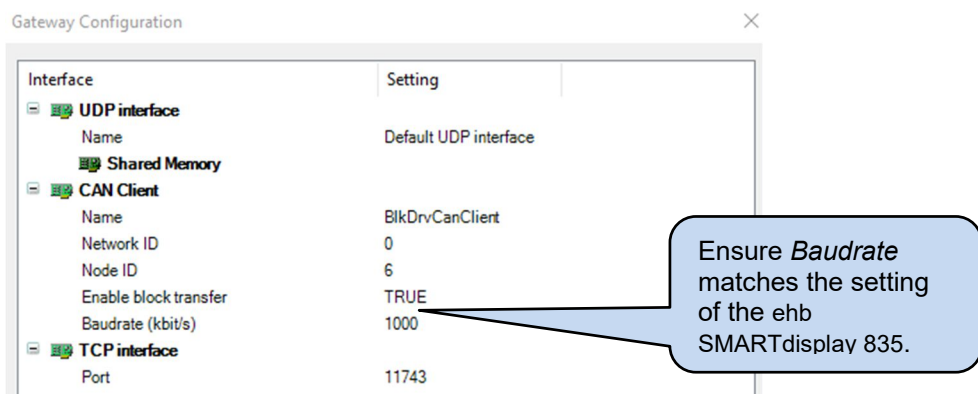 Gateway Configuration
Interface Setting
UDP interface
Name Default UDP interface
Shared Memory
CAN Client
Name BlkDrvCanClient
Network ID 0
Node ID 6
Enable block transfer TRUE
Baudrate (kbit/s) 1000
TCP interface
Port 11743
Ensure Baudrate
matches the setting
of the ehb
SMARTdisplay 835.